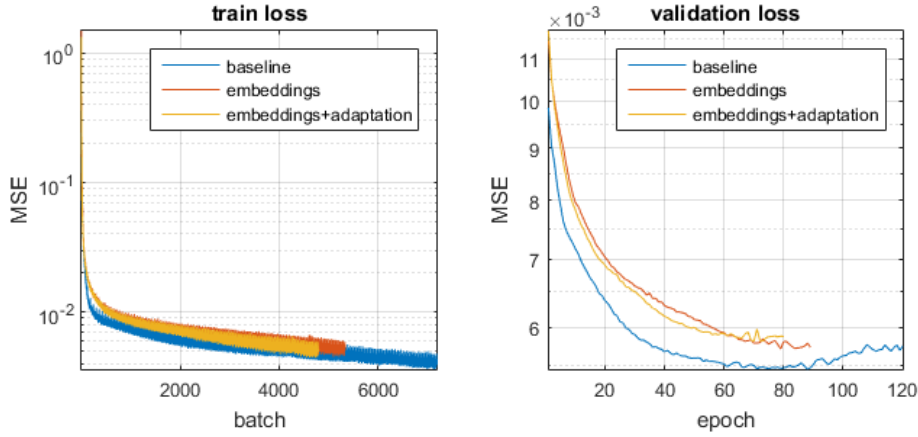 train loss
MSE
10^0
10^-1
10^-2
baseline
embeddings
embeddings+adaptation
2000 4000 6000
batch
validation loss
× 10^-3
MSE
11
10
9
8
7
6
baseline
embeddings
embeddings+adaptation
20 40 60 80 100 120
epoch